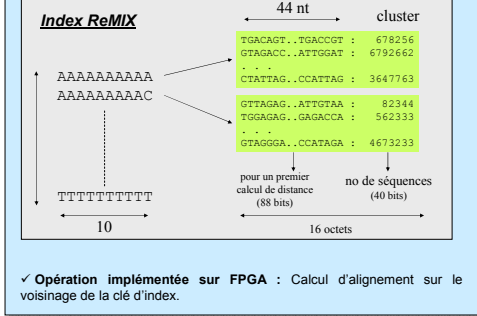 Index ReMIX
44 nt
cluster
TGACAGT..TGACCGT : 678256
GTAGACC..ATTGGAT : 6792662
. . .
CTATTAG..CCATTAG : 3647763
AAAAAAAAAA
AAAAAAAAAC
GTTAGAG..ATTGTAA : 82344
TGGAGAG..GAGACCA : 562333
. . .
GTAGGGA..CCATAGA : 4673233
TTTTTTTTTT
10
pour un premier
calcul de distance
(88 bits)
no de séquences
(40 bits)
16 octets
✓ Opération implémentée sur FPGA : Calcul d’alignement sur le
voisinage de la clé d’index.